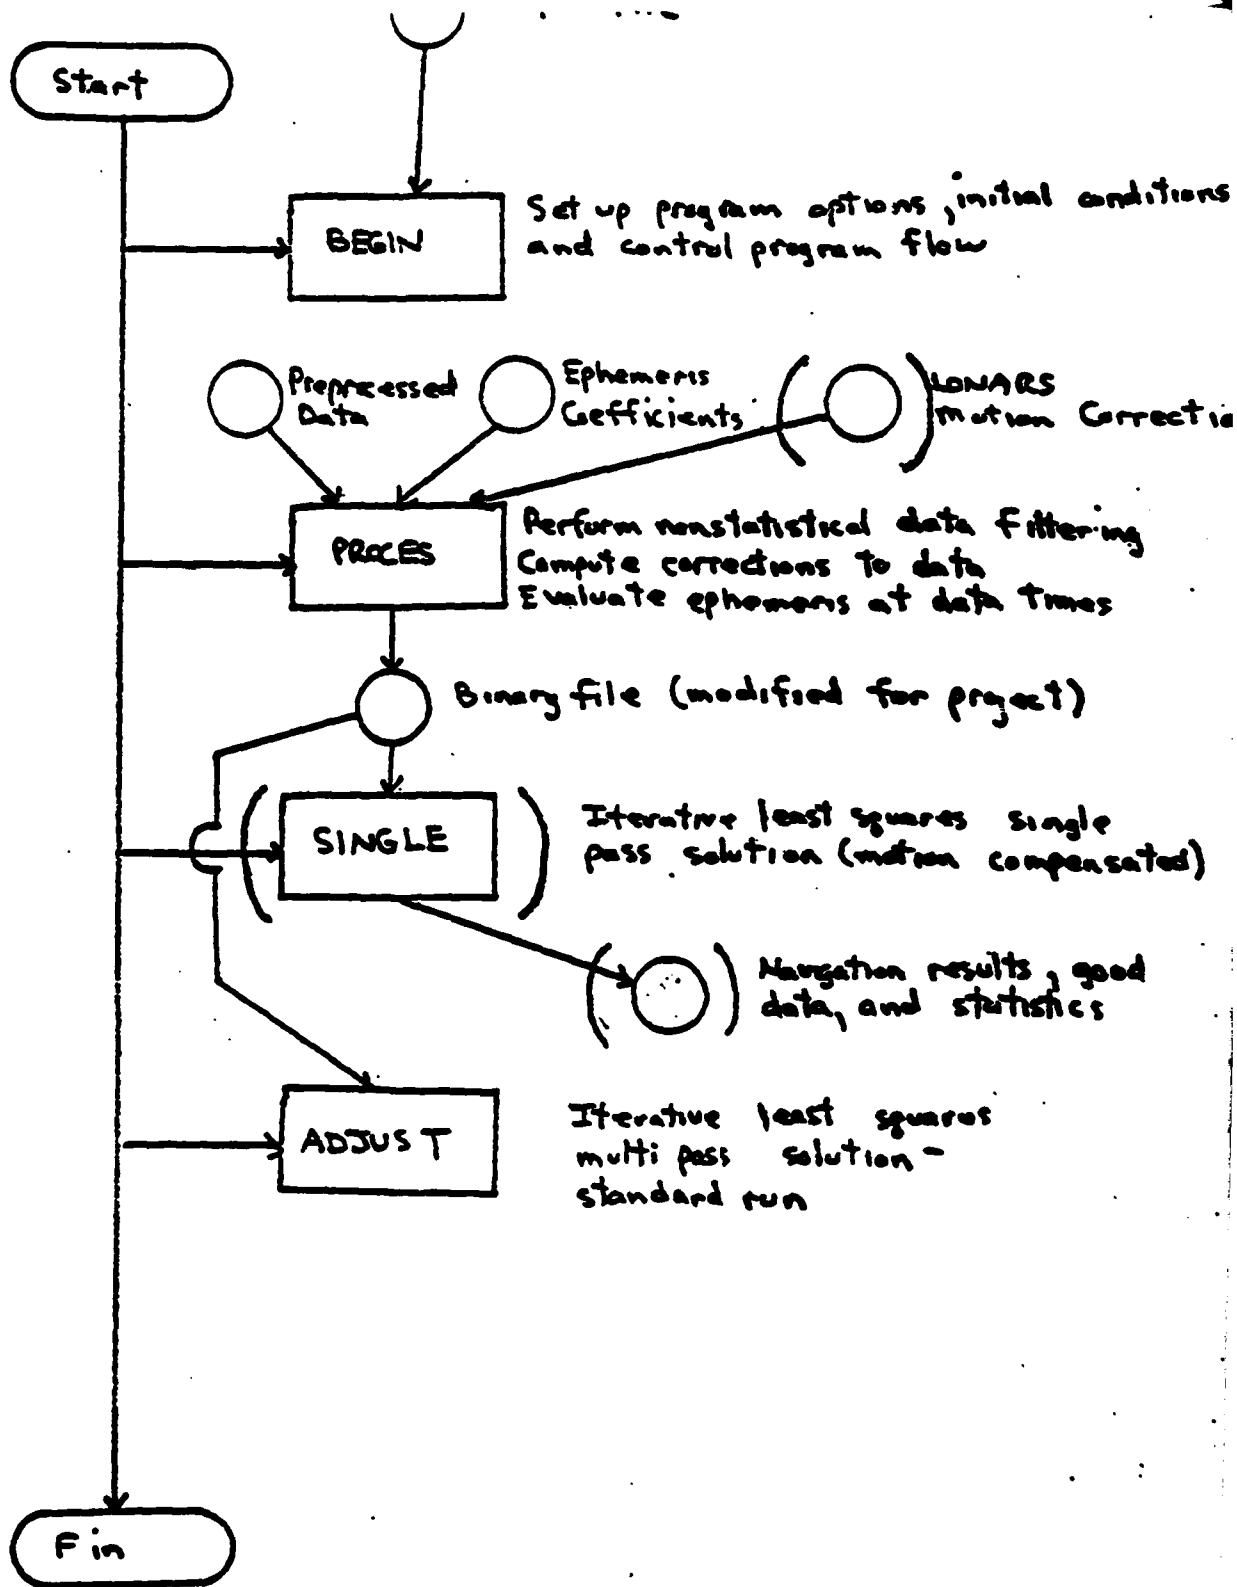 Start
BEGIN
Set up program options, initial conditions
and control program flow
Preprocessed
Data
Ephemeris
Coefficients
LONARS
Motion Correctio
PROCES
Perform nonstatistical data filtering
Compute corrections to data
Evaluate ephemeris at data times
Binary file (modified for project)
SINGLE
Iterative least squares single
pass solution (motion compensated)
Navigation results, good
data, and statistics
ADJUST
Iterative least squares
multi pass solution -
standard run
Fin